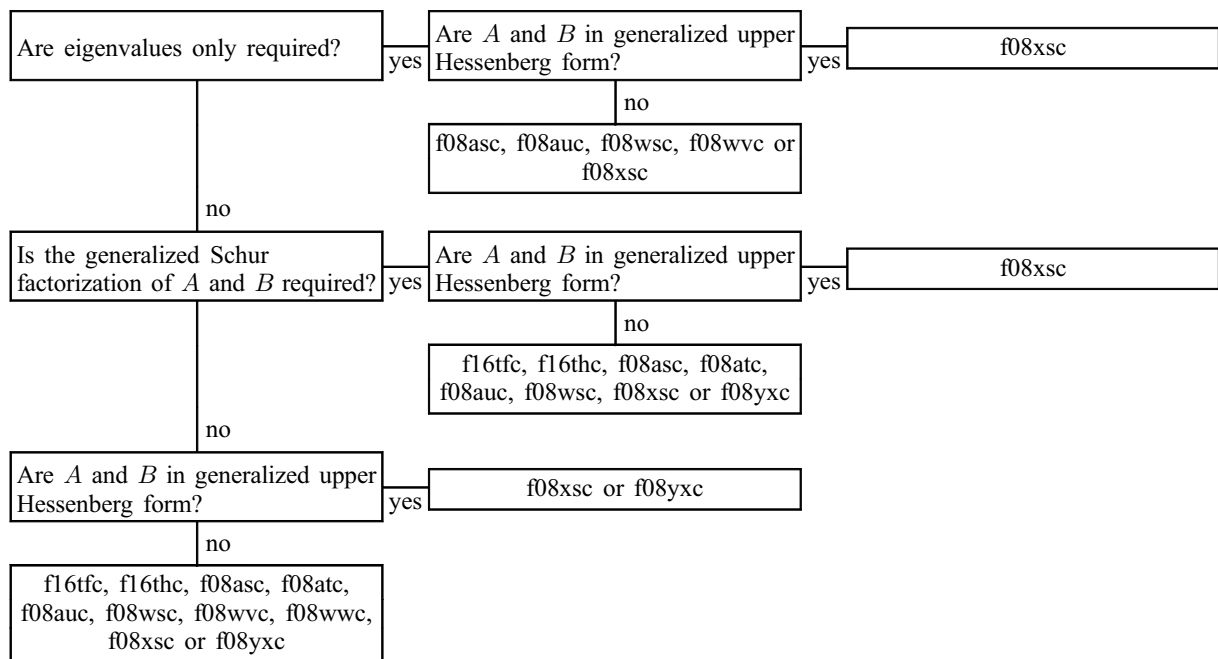 Are eigenvalues only required?
yes
Are A and B in generalized upper
Hessenberg form?
yes
f08xsc
no
f08asc, f08auc, f08wsc, f08wvc or
f08xsc
no
Is the generalized Schur
factorization of A and B required?
yes
Are A and B in generalized upper
Hessenberg form?
yes
f08xsc
no
f16tfc, f16thc, f08asc, f08atc,
f08auc, f08wsc, f08xsc or f08yxc
no
Are A and B in generalized upper
Hessenberg form?
yes
f08xsc or f08yxc
no
f16tfc, f16thc, f08asc, f08atc,
f08auc, f08wsc, f08wvc, f08wwc,
f08xsc or f08yxc